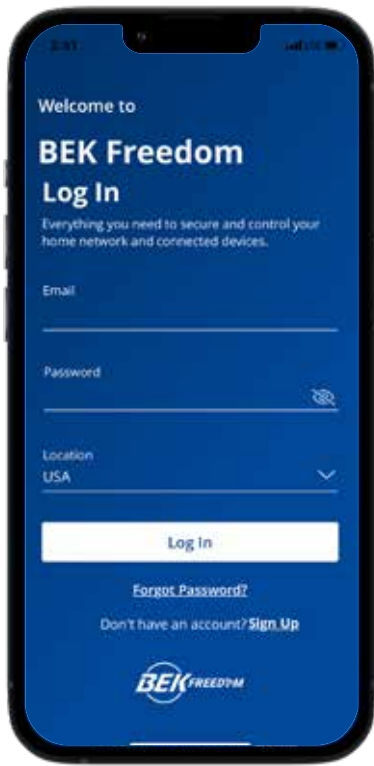 Welcome to
BEK Freedom
Log In
Everything you need to secure and control your
home network and connected devices.
Email
Password
Location
USA
Log In
Forgot Password?
Don't have an account? Sign Up
BEK FREEDOM